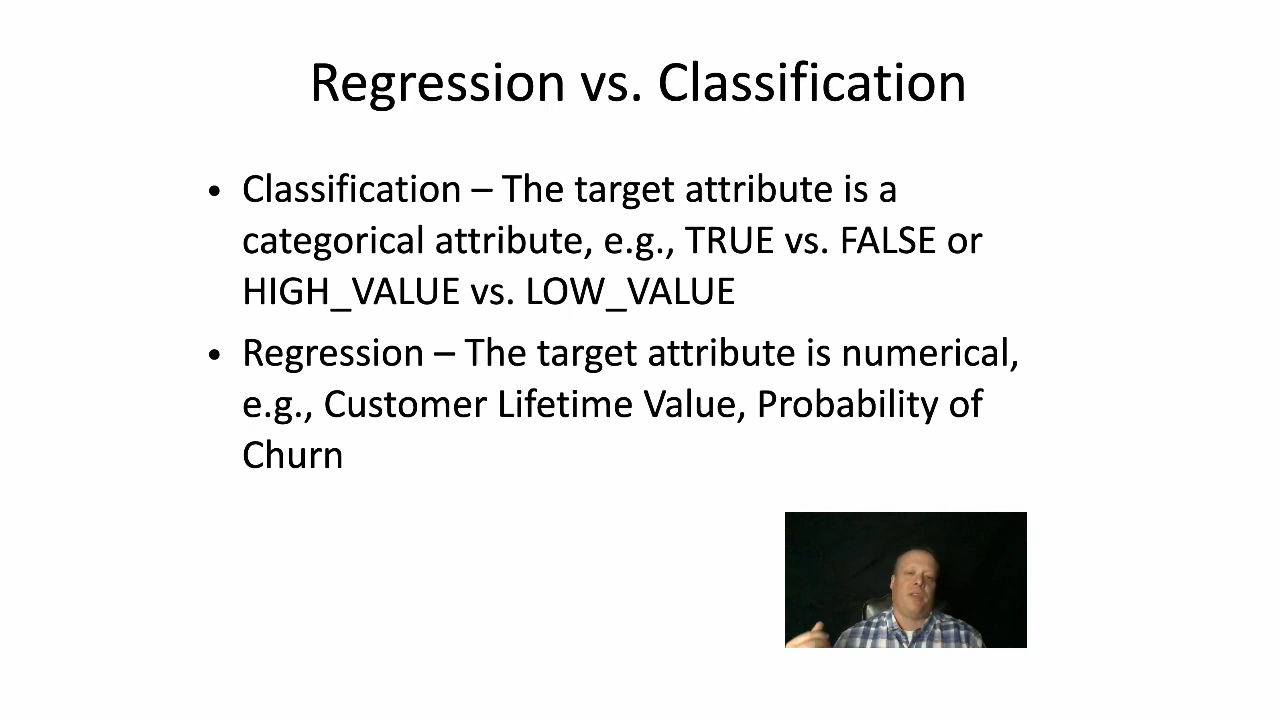 Regression vs. Classification
• Classification – The target attribute is a
categorical attribute, e.g., TRUE vs. FALSE or
HIGH_VALUE vs. LOW_VALUE
• Regression – The target attribute is numerical,
e.g., Customer Lifetime Value, Probability of
Churn